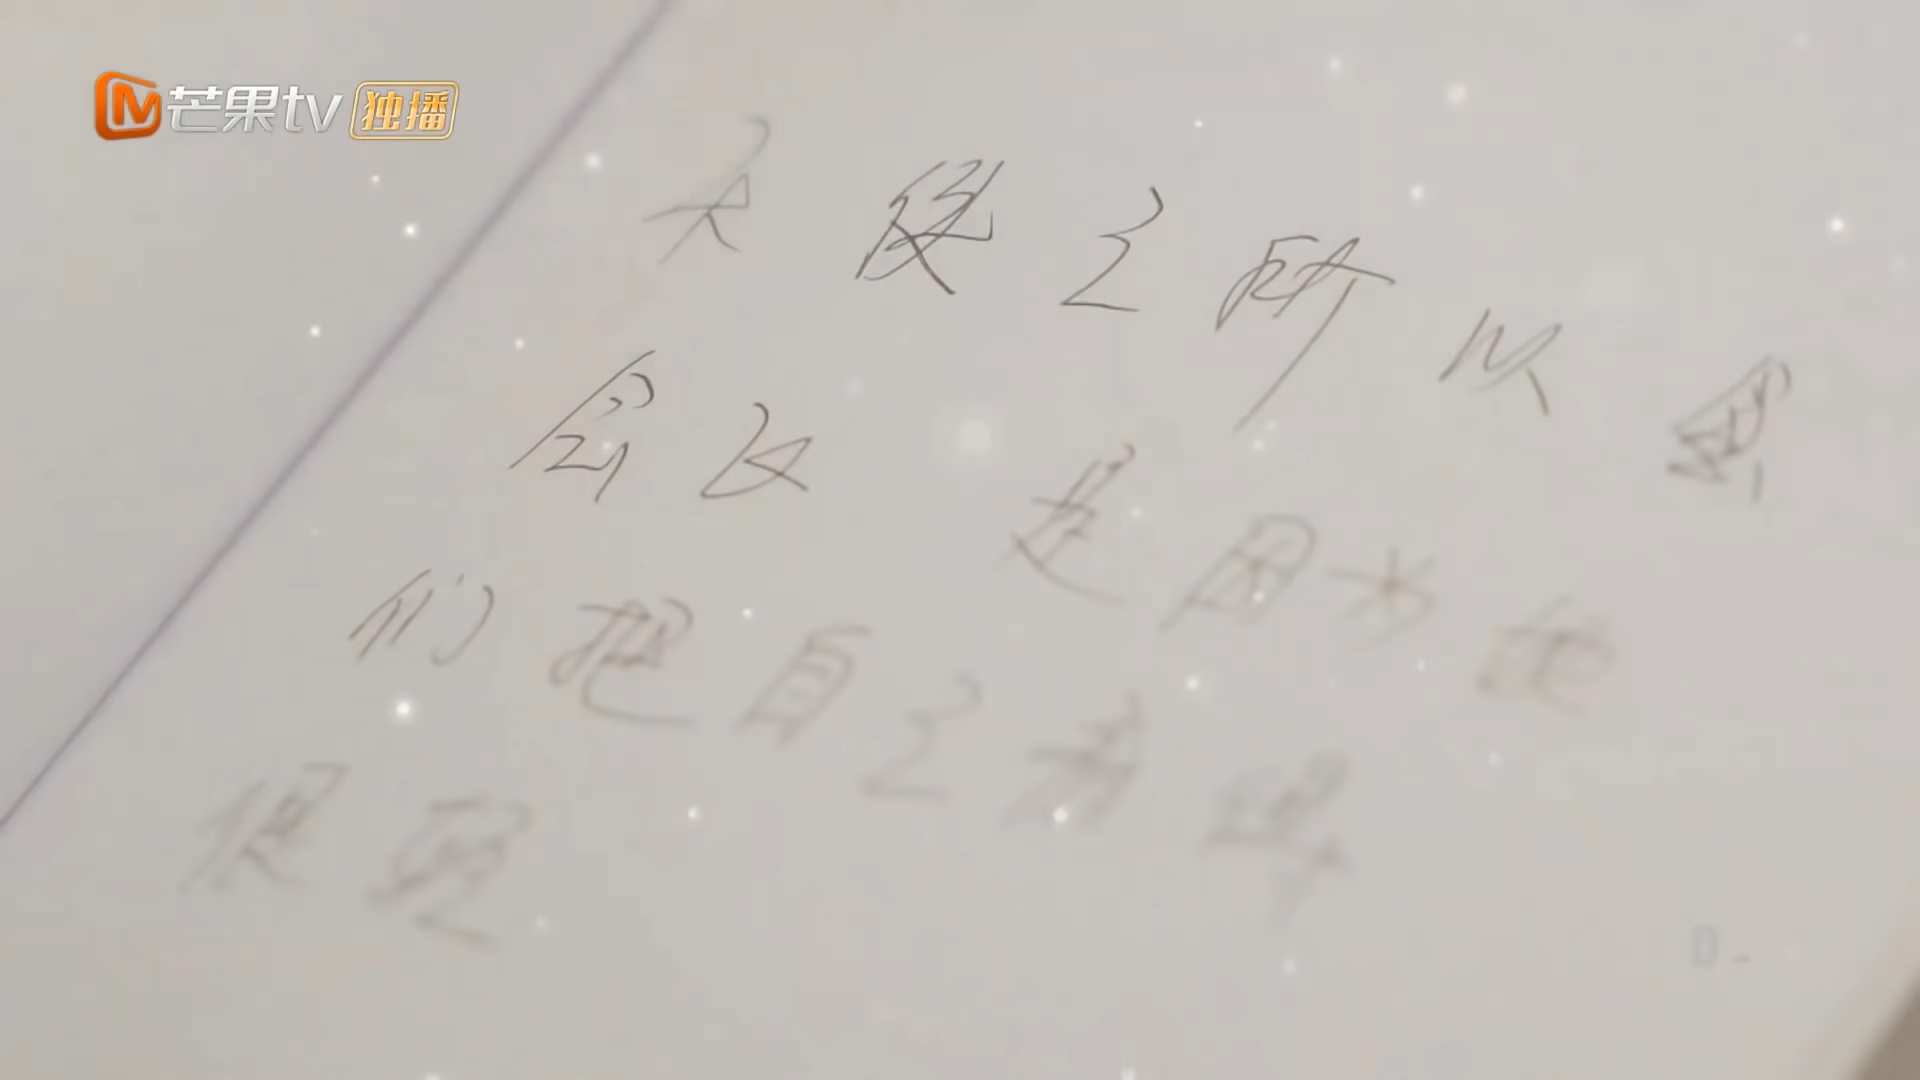 芒果tv 独播
天使之所以
会飞 是因为他
们把自己看得
很轻